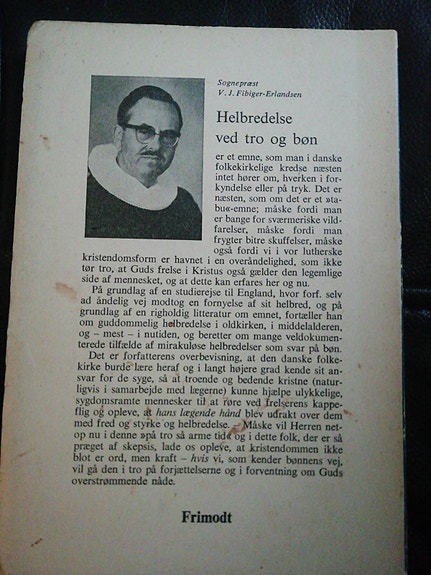 Sognepræst
V. J. Fibiger-Erlandsen
Helbredelse
ved tro og bøn
er et emne, som man i danske
folkekirkelige kredse næsten
intet hører om, hverken i for-
kyndelse eller på tryk. Det er
næsten, som om det er et »ta-
bu«-emne; måske fordi man
er bange for sværmeriske vild-
farelser, måske fordi man
frygter bitre skuffelser, måske
også fordi vi i vor lutherske
kristendomsform er havnet i en overåndelighed, som ikke
tør tro, at Guds frelse i Kristus også gælder den legemlige
side af mennesket, og at dette kan erfares her og nu.
På grundlag af en studierejse til England, hvor forf. selv
ad åndelig vej modtog en fornyelse af sit helbred, og på
grundlag af en righoldig litteratur om emnet, fortæller han
om guddommelig helbredelse i oldkirken, i middelalderen,
og – mest – i nutiden, og beretter om mange veldokumen-
terede tilfælde af mirakuløse helbredelser som svar på bøn.
Det er forfatterens overbevisning, at den danske folke-
kirke burde lære heraf og i langt højere grad kende sit an-
svar for de syge, så at troende og bedende kristne (natur-
ligvis i samarbejde med lægerne) kunne hjælpe ulykkelige,
sygdomsramte mennesker til at røre ved Frelserens kappe-
flig og opleve, at hans lægende hånd blev udrakt over dem
med fred og styrke og helbredelse. – Måske vil Herren net-
op nu i denne »på tro så arme tid« og i dette folk, der er så
præget af skepsis, lade os opleve, at kristendommen ikke
blot er ord, men kraft – hvis vi, som kender bønnens vej,
vil gå den i tro på forjættelserne og i forventning om Guds
overstrømmende nåde.
Frimodt